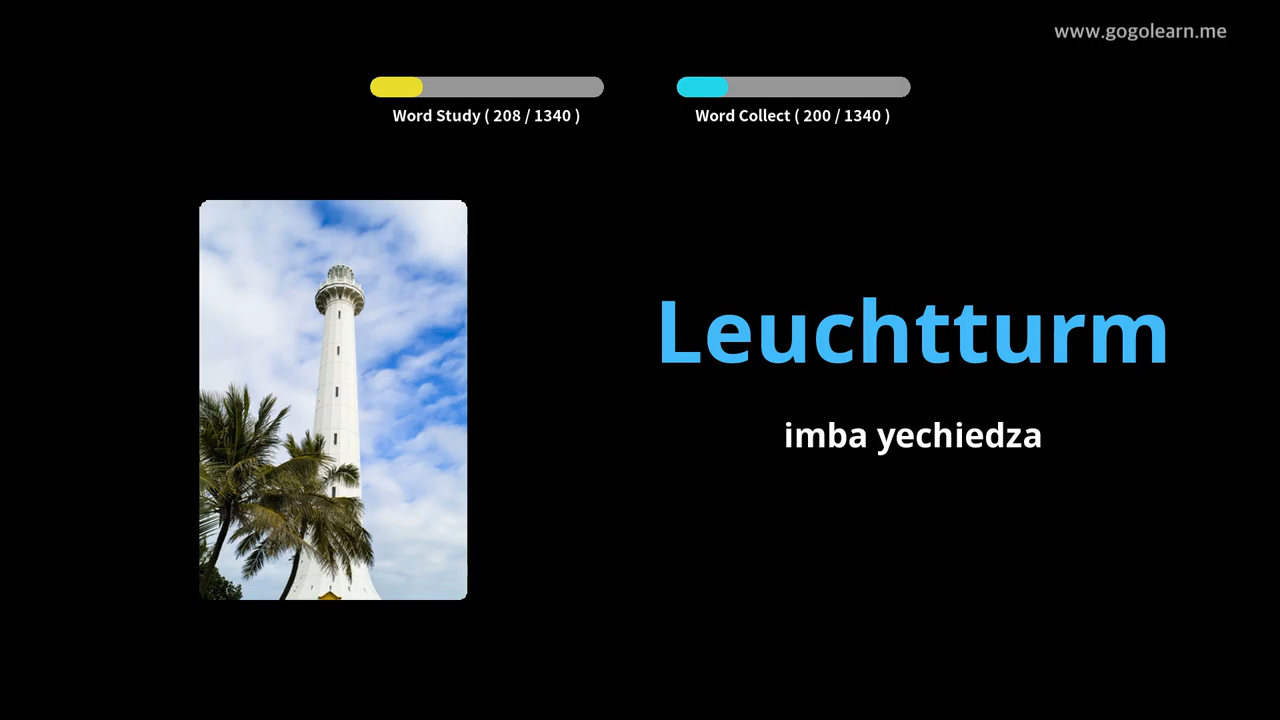 www.gogolearn.me
Word Study ( 208 / 1340 )
Word Collect ( 200 / 1340 )
Leuchtturm
imba yechiedza